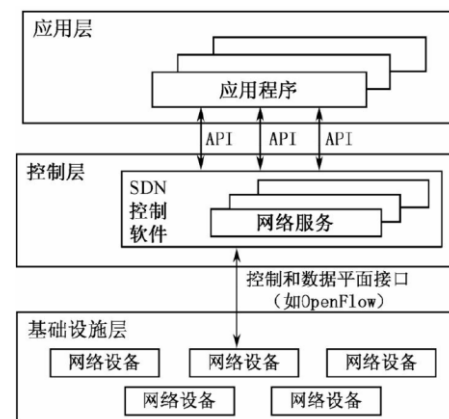 应用层
应用程序
API API API
控制层
SDN
控制
软件
网络服务
控制和数据平面接口
（如OpenFlow）
基础设施层
网络设备 网络设备 网络设备
网络设备 网络设备